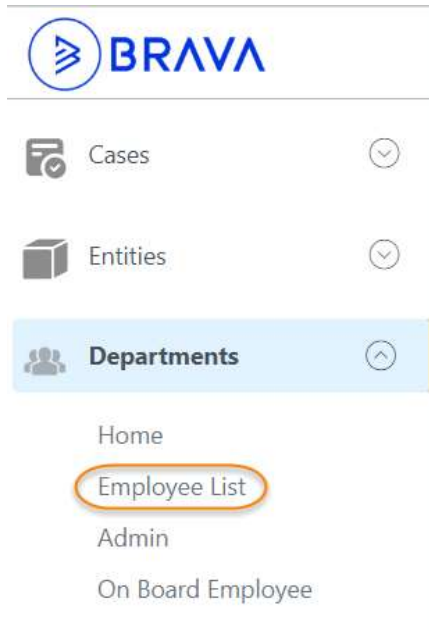 BRAVA
Cases
Entities
Departments
Home
Employee List
Admin
On Board Employee